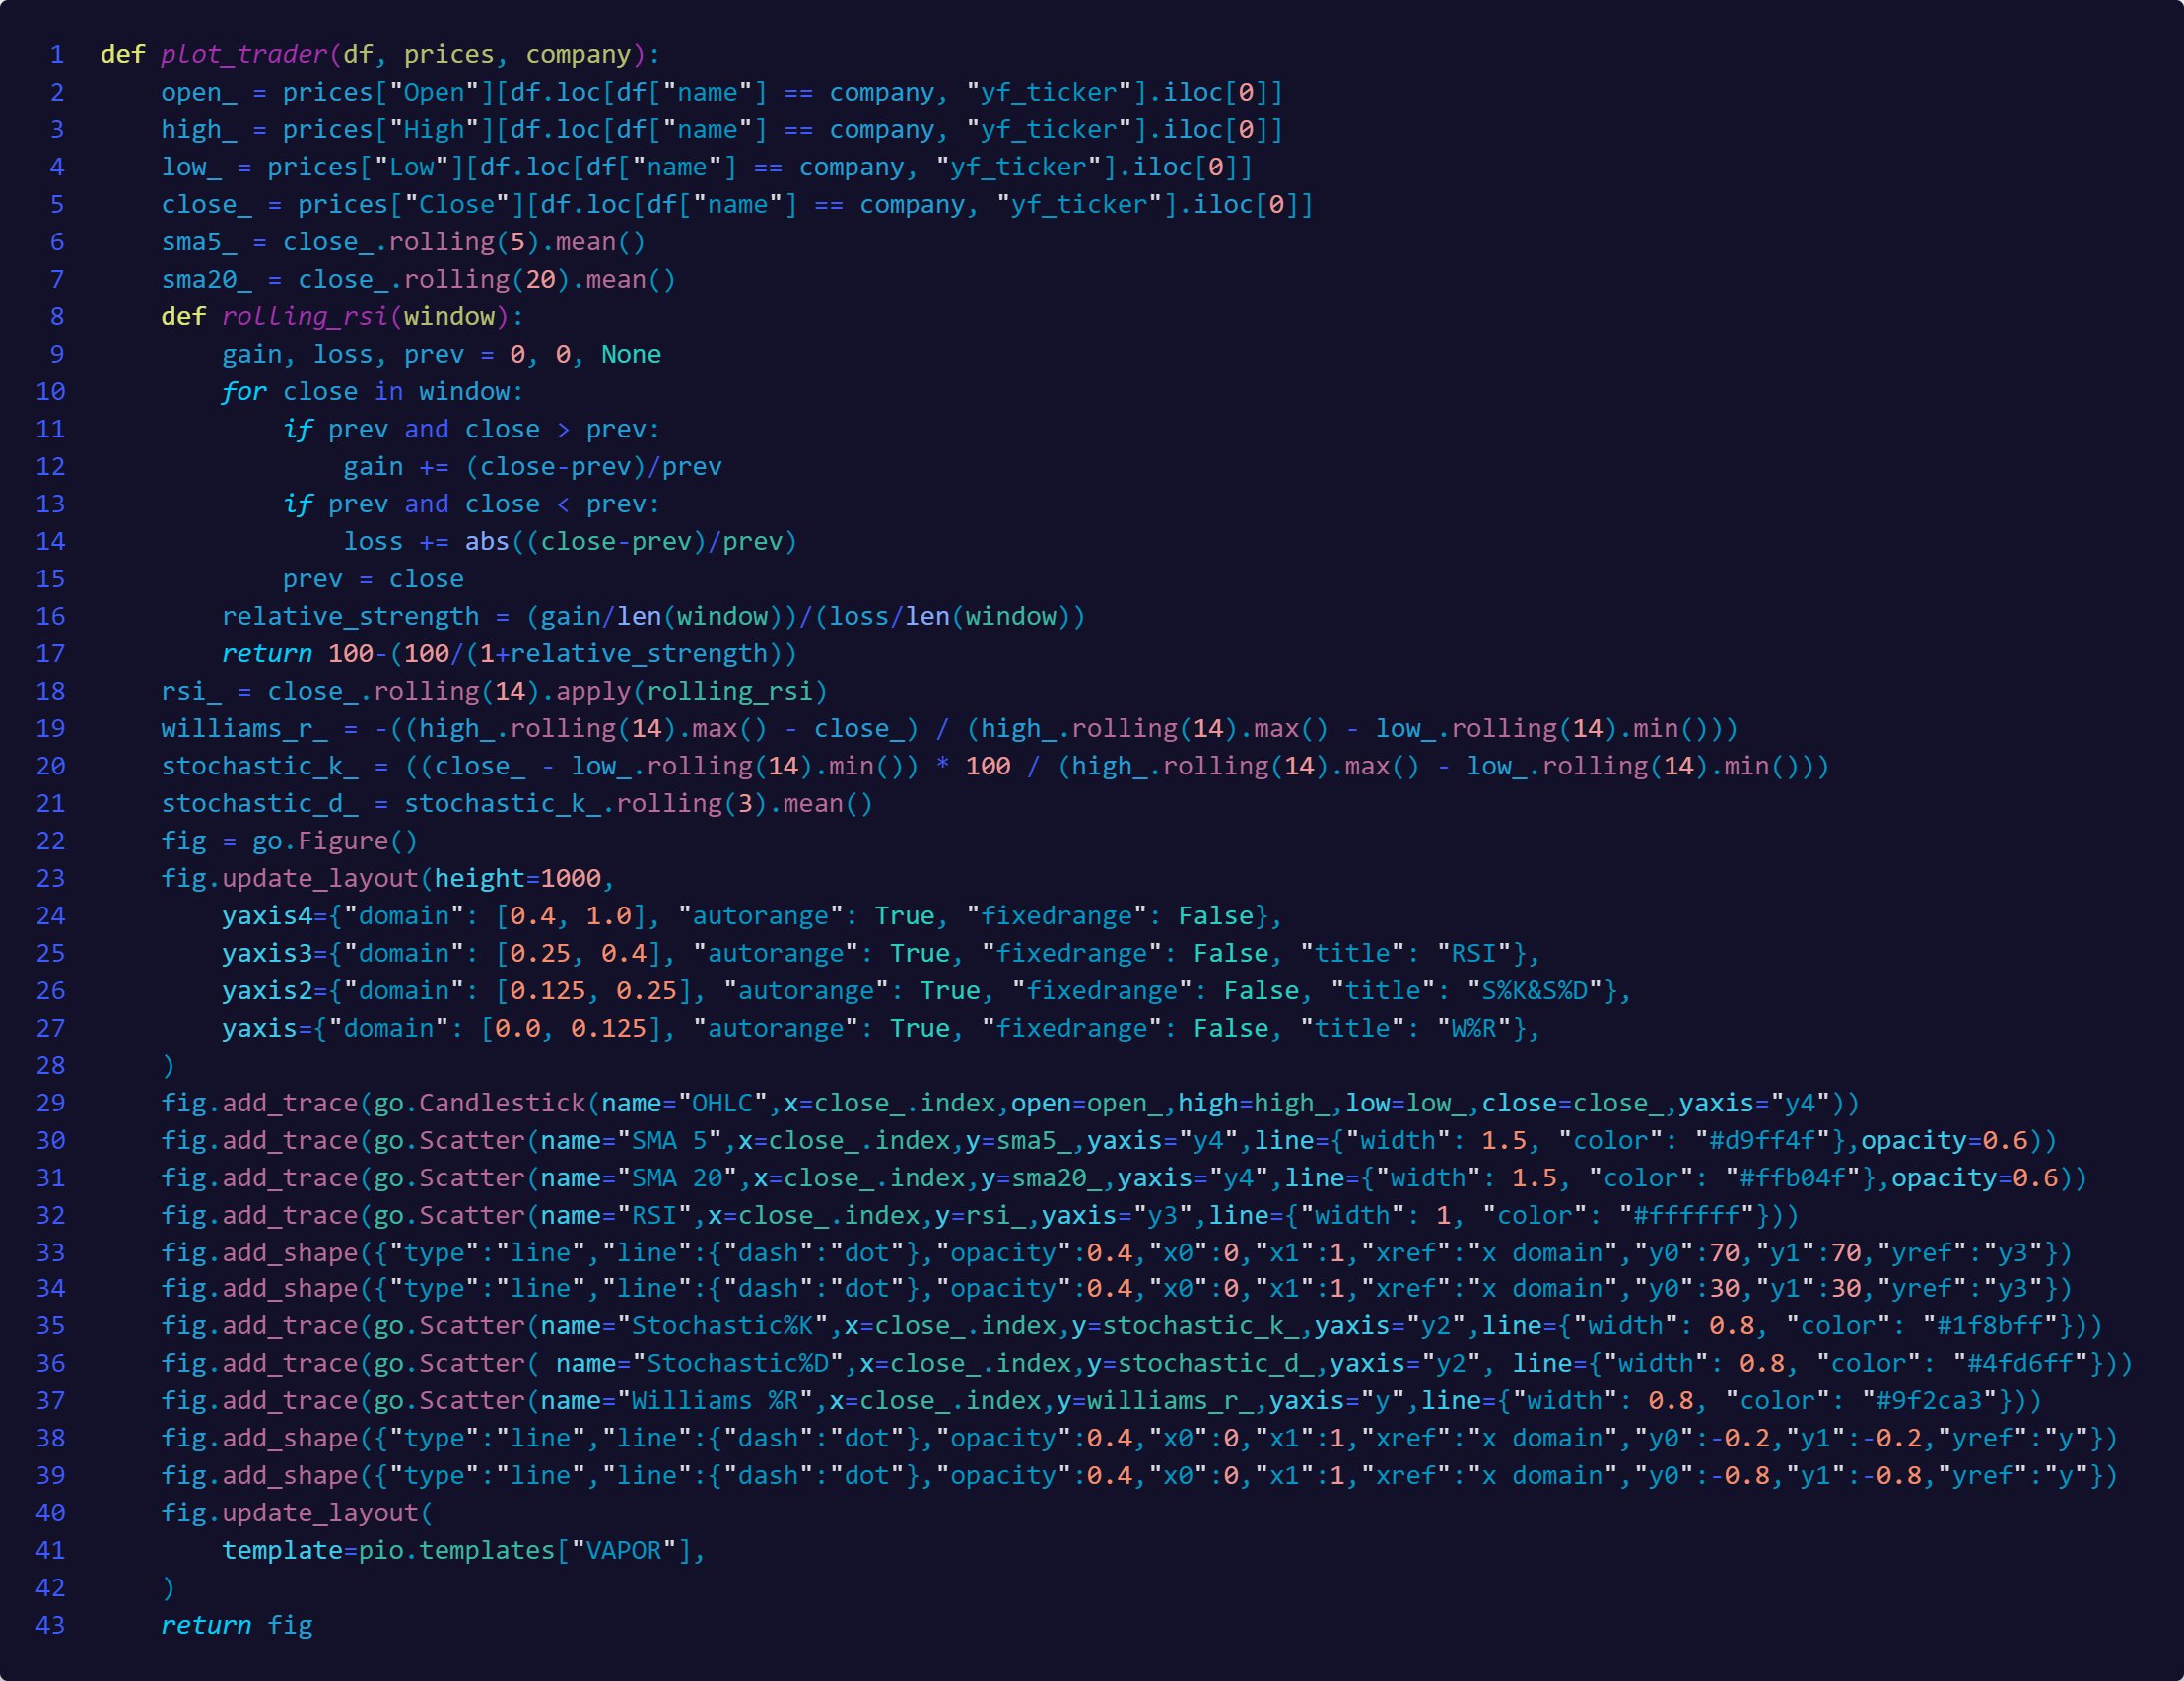 1 def plot_trader(df, prices, company):
2     open_ = prices["Open"][df.loc[df["name"] == company, "yf_ticker"].iloc[0]]
3     high_ = prices["High"][df.loc[df["name"] == company, "yf_ticker"].iloc[0]]
4     low_ = prices["Low"][df.loc[df["name"] == company, "yf_ticker"].iloc[0]]
5     close_ = prices["Close"][df.loc[df["name"] == company, "yf_ticker"].iloc[0]]
6     sma5_ = close_.rolling(5).mean()
7     sma20_ = close_.rolling(20).mean()
8     def rolling_rsi(window):
9         gain, loss, prev = 0, 0, None
10         for close in window:
11             if prev and close > prev:
12                 gain += (close-prev)/prev
13             if prev and close < prev:
14                 loss += abs((close-prev)/prev)
15             prev = close
16         relative_strength = (gain/len(window))/(loss/len(window))
17         return 100-(100/(1+relative_strength))
18     rsi_ = close_.rolling(14).apply(rolling_rsi)
19     williams_r_ = -((high_.rolling(14).max() - close_) / (high_.rolling(14).max() - low_.rolling(14).min()))
20     stochastic_k_ = ((close_ - low_.rolling(14).min()) * 100 / (high_.rolling(14).max() - low_.rolling(14).min()))
21     stochastic_d_ = stochastic_k_.rolling(3).mean()
22     fig = go.Figure()
23     fig.update_layout(height=1000,
24         yaxis4={"domain": [0.4, 1.0], "autorange": True, "fixedrange": False},
25         yaxis3={"domain": [0.25, 0.4], "autorange": True, "fixedrange": False, "title": "RSI"},
26         yaxis2={"domain": [0.125, 0.25], "autorange": True, "fixedrange": False, "title": "S%K&S%D"},
27         yaxis={"domain": [0.0, 0.125], "autorange": True, "fixedrange": False, "title": "W%R"},
28     )
29     fig.add_trace(go.Candlestick(name="OHLC",x=close_.index,open=open_,high=high_,low=low_,close=close_,yaxis="y4"))
30     fig.add_trace(go.Scatter(name="SMA 5",x=close_.index,y=sma5_,yaxis="y4",line={"width": 1.5, "color": "#d9ff4f"},opacity=0.6))
31     fig.add_trace(go.Scatter(name="SMA 20",x=close_.index,y=sma20_,yaxis="y4",line={"width": 1.5, "color": "#ffb04f"},opacity=0.6))
32     fig.add_trace(go.Scatter(name="RSI",x=close_.index,y=rsi_,yaxis="y3",line={"width": 1, "color": "#ffffff"}))
33     fig.add_shape({"type":"line","line":{"dash":"dot"},"opacity":0.4,"x0":0,"x1":1,"xref":"x domain","y0":70,"y1":70,"yref":"y3"})
34     fig.add_shape({"type":"line","line":{"dash":"dot"},"opacity":0.4,"x0":0,"x1":1,"xref":"x domain","y0":30,"y1":30,"yref":"y3"})
35     fig.add_trace(go.Scatter(name="Stochastic%K",x=close_.index,y=stochastic_k_,yaxis="y2",line={"width": 0.8, "color": "#1f8bff"}))
36     fig.add_trace(go.Scatter( name="Stochastic%D",x=close_.index,y=stochastic_d_,yaxis="y2", line={"width": 0.8, "color": "#4fd6ff"}))
37     fig.add_trace(go.Scatter(name="Williams %R",x=close_.index,y=williams_r_,yaxis="y",line={"width": 0.8, "color": "#9f2ca3"}))
38     fig.add_shape({"type":"line","line":{"dash":"dot"},"opacity":0.4,"x0":0,"x1":1,"xref":"x domain","y0":-0.2,"y1":-0.2,"yref":"y"})
39     fig.add_shape({"type":"line","line":{"dash":"dot"},"opacity":0.4,"x0":0,"x1":1,"xref":"x domain","y0":-0.8,"y1":-0.8,"yref":"y"})
40     fig.update_layout(
41         template=pio.templates["VAPOR"],
42     )
43     return fig